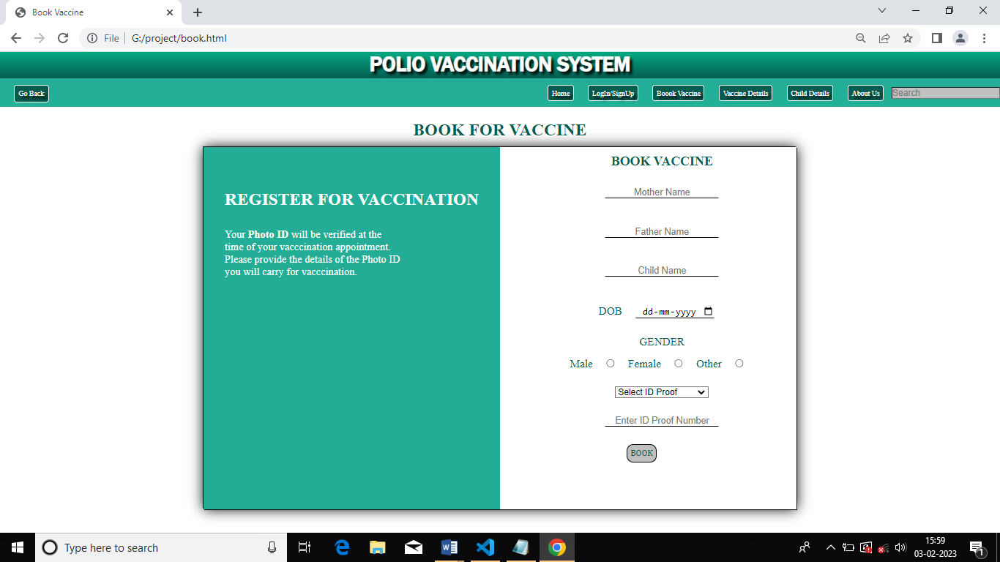 Book Vaccine
File G:/project/book.html
POLIO VACCINATION SYSTEM
Go Back Home LogIn/SignUp Boook Vaccine Vaccine Details Child Details About Us Search
BOOK FOR VACCINE
REGISTER FOR VACCINATION
Your Photo ID will be verified at the
time of your vacccination appointment.
Please provide the details of the Photo ID
you will carry for vacccination.
BOOK VACCINE
Mother Name
Father Name
Child Name
DOB dd-mm-yyyy
GENDER
Male Female Other
Select ID Proof
Enter ID Proof Number
BOOK
Type here to search
15:59
03-02-2023
1